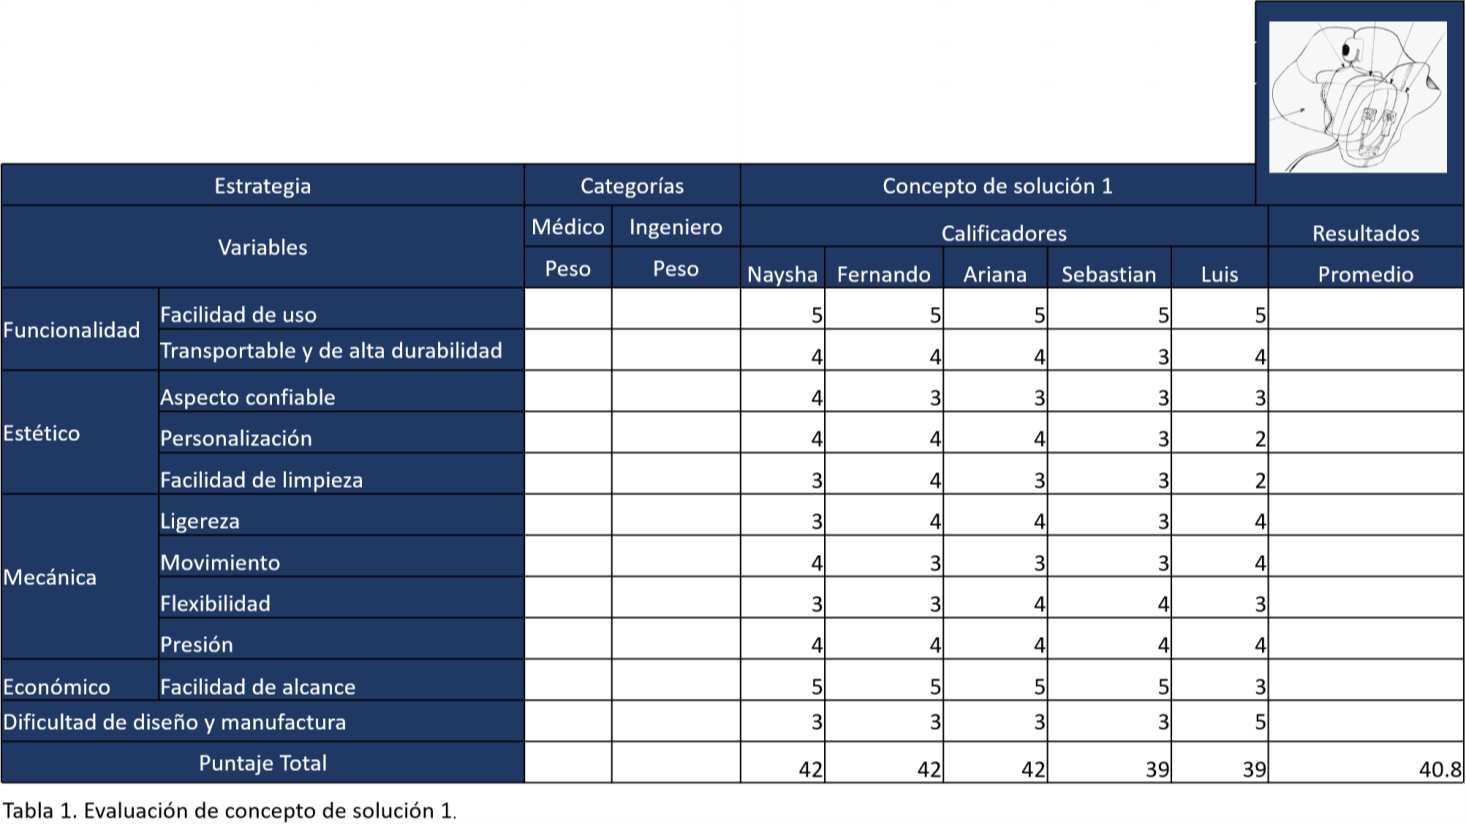 Estrategia Categorías Concepto de solución 1
Variables Médico Ingeniero Calificadores Resultados
Peso Peso Naysha Fernando Ariana Sebastian Luis Promedio
Funcionalidad Facilidad de uso 5 5 5 5 5
Transportable y de alta durabilidad 4 4 4 3 4
Estético Aspecto confiable 4 3 3 3 3
Personalización 4 4 4 3 2
Facilidad de limpieza 3 4 3 3 2
Mecánica Ligereza 3 4 4 3 4
Movimiento 4 3 3 3 4
Flexibilidad 3 3 4 4 3
Presión 4 4 4 4 4
Económico Facilidad de alcance 5 5 5 5 3
Dificultad de diseño y manufactura 3 3 3 3 5
Puntaje Total 42 42 42 39 39 40.8
Tabla 1. Evaluación de concepto de solución 1.